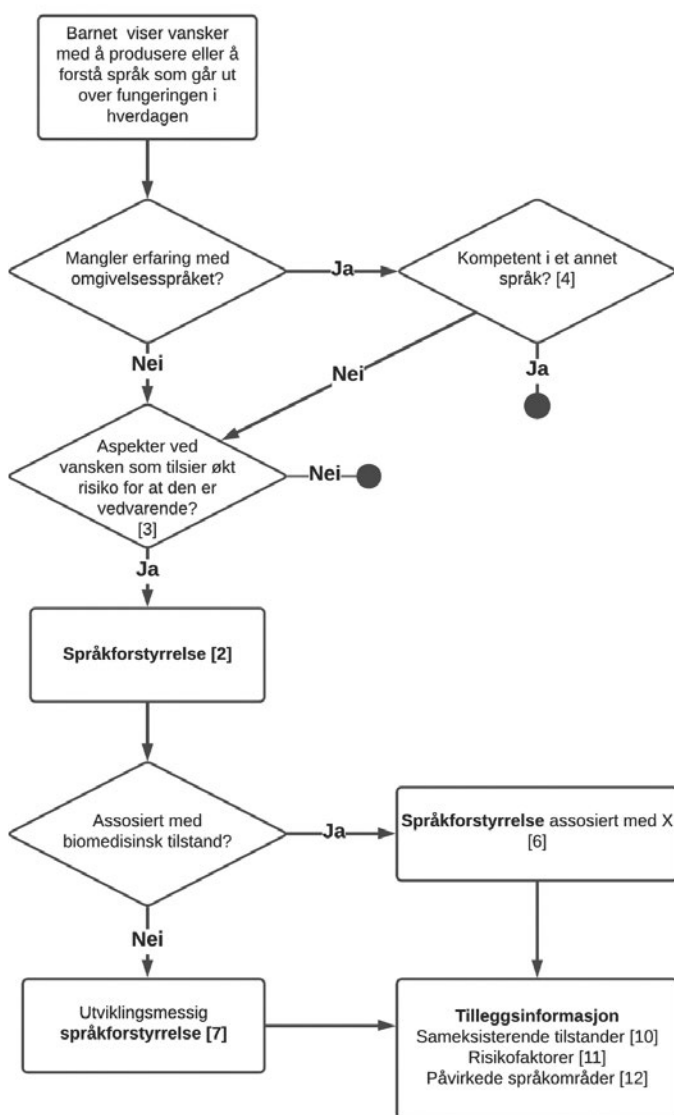 Barnet viser vansker
med å produsere eller å
forstå språk som går ut
over fungeringen i
hverdagen
Mangler erfaring med
omgivelsesspråket?
Ja
Kompetent i et annet
språk? [4]
Nei
Nei
Ja
Aspekter ved
vansken som tilsier økt
risiko for at den er
vedvarende?
[3]
Nei
Ja
Språkforstyrrelse [2]
Assosiert med
biomedisinsk tilstand?
Ja
Språkforstyrrelse assosiert med X
[6]
Nei
Utviklingsmessig
språkforstyrrelse [7]
Tilleggsinformasjon
Sameksisterende tilstander [10]
Risikofaktorer [11]
Påvirkede språkområder [12]